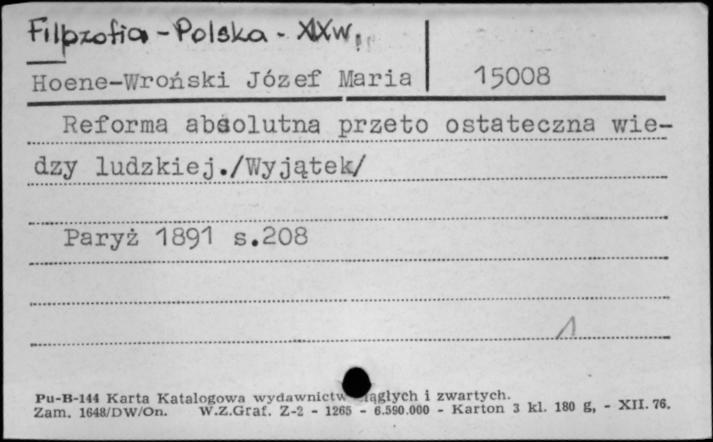 Filozofia - Polska - XIX w.
Hoene-Wroński Józef Maria 15008
Reforma absolutna przeto ostateczna wie-
dzy ludzkiej./Wyjątek/
Paryż 1891 s.208
1
Pu-B-144 Karta Katalogowa wydawnictw ciągłych i zwartych.
Zam. 1648/DW/On. W.Z.Graf. Z-2 - 1265 - 6.590.000 - Karton 3 kl. 180 g, - XII. 76.